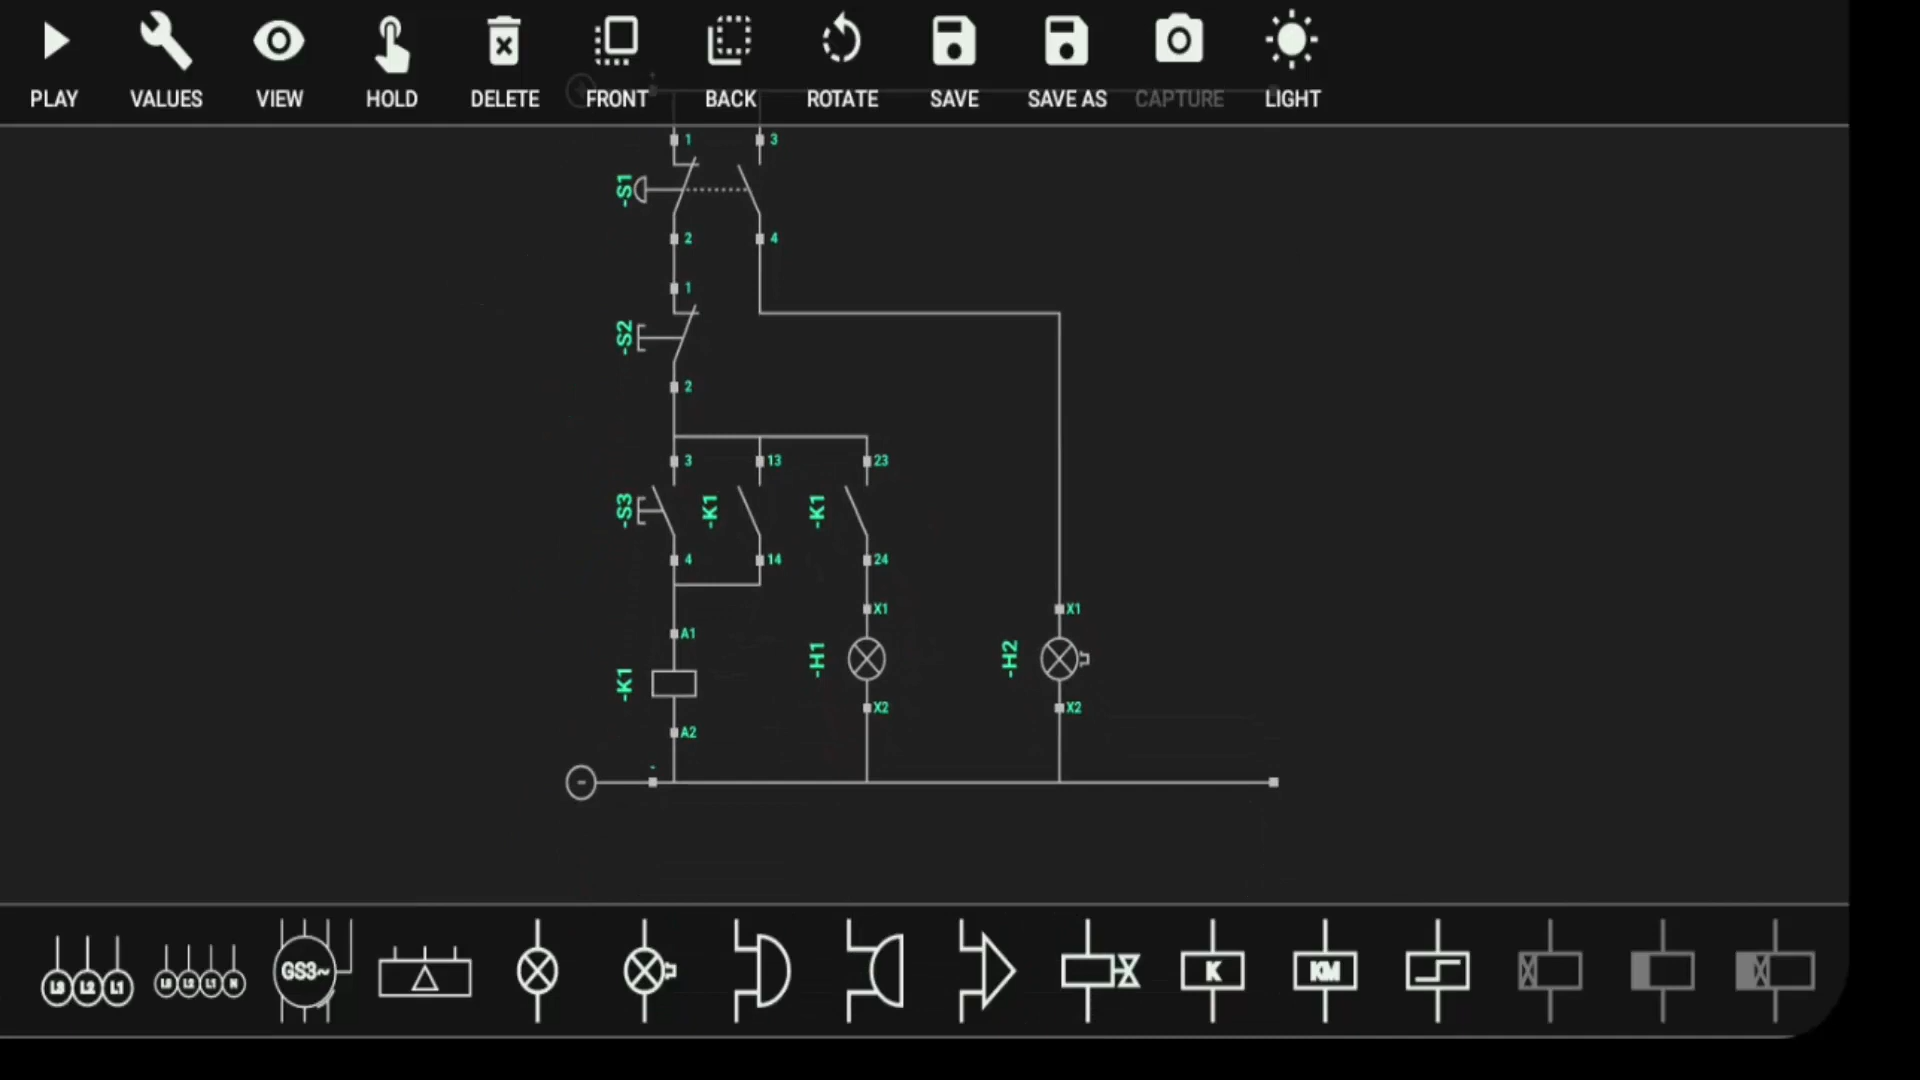 PLAY VALUES VIEW HOLD DELETE FRONT BACK ROTATE SAVE SAVE AS CAPTURE LIGHT
1 3
-S1
2 4
1
-S2
2
3 13 23
-S3 -K1 -K1
4 14 24
X1 X1
A1
-H1 -H2
-K1
X2 X2
A2
-
L3 L2 L1 L3 L2 L1 N GS3~ K KM